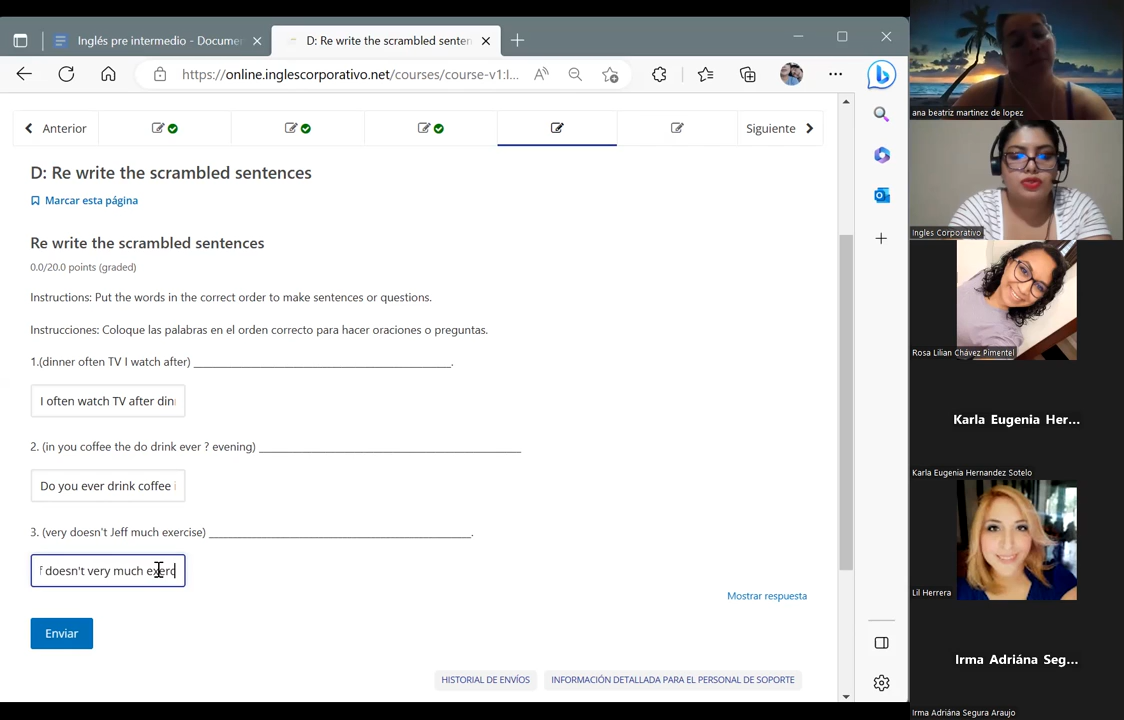 Inglés pre intermedio - Documen
D: Re write the scrambled senten
https://online.inglescorporativo.net/courses/course-v1:I...
Anterior
Siguiente
D: Re write the scrambled sentences
Marcar esta página
Re write the scrambled sentences
0.0/20.0 points (graded)
Instructions: Put the words in the correct order to make sentences or questions.
Instrucciones: Coloque las palabras en el orden correcto para hacer oraciones o preguntas.
1.(dinner often TV I watch after) ______________________________________.
I often watch TV after din
2. (in you coffee the do drink ever ? evening) ______________________________________
Do you ever drink coffee i
3. (very doesn't Jeff much exercise) ______________________________________.
f doesn't very much exerc
Mostrar respuesta
Enviar
HISTORIAL DE ENVÍOS
INFORMACIÓN DETALLADA PARA EL PERSONAL DE SOPORTE
ana beatriz martinez de lopez
Ingles Corporativo
Rosa Lilian Chávez Pimentel
Karla Eugenia Her...
Karla Eugenia Hernandez Sotelo
Lil Herrera
Irma Adriána Seg...
Irma Adriána Segura Araujo